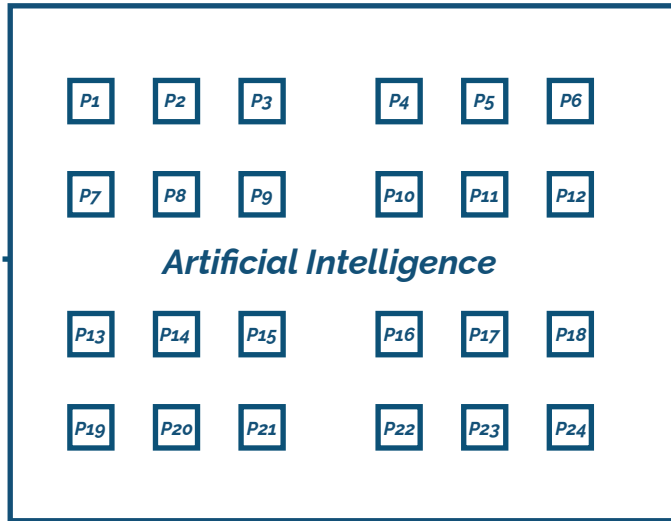 P1 P2 P3 P4 P5 P6
P7 P8 P9 P10 P11 P12
Artificial Intelligence
P13 P14 P15 P16 P17 P18
P19 P20 P21 P22 P23 P24